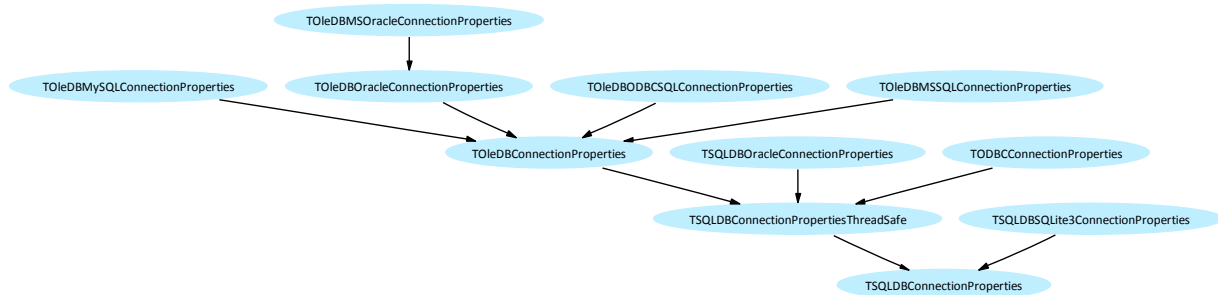 TOleDBMSOracleConnectionProperties
TOleDBMySQLConnectionProperties
TOleDBOracleConnectionProperties
TOleDBODBCSQLConnectionProperties
TOleDBMSSQLConnectionProperties
TOleDBConnectionProperties
TSQLDBOracleConnectionProperties
TODBCConnectionProperties
TSQLDBConnectionPropertiesThreadSafe
TSQLDBSQLite3ConnectionProperties
TSQLDBConnectionProperties